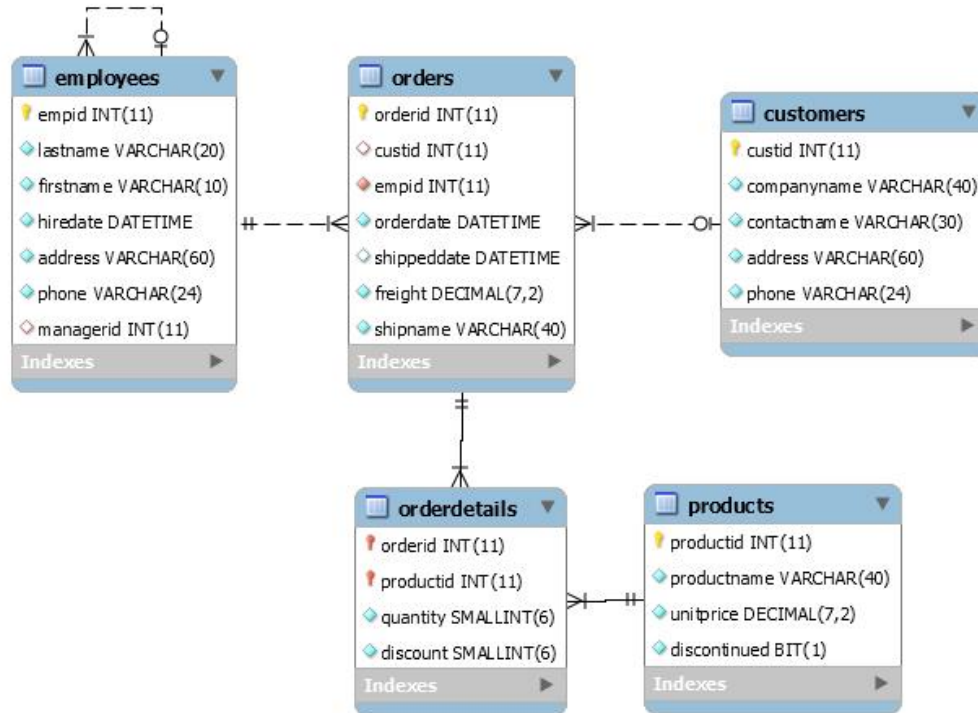 employees
empid INT(11)
lastname VARCHAR(20)
firstname VARCHAR(10)
hiredate DATETIME
address VARCHAR(60)
phone VARCHAR(24)
managerid INT(11)
Indexes
orders
orderid INT(11)
custid INT(11)
empid INT(11)
orderdate DATETIME
shippeddate DATETIME
freight DECIMAL(7,2)
shipname VARCHAR(40)
Indexes
customers
custid INT(11)
companyname VARCHAR(40)
contactname VARCHAR(30)
address VARCHAR(60)
phone VARCHAR(24)
Indexes
orderdetails
orderid INT(11)
productid INT(11)
quantity SMALLINT(6)
discount SMALLINT(6)
Indexes
products
productid INT(11)
productname VARCHAR(40)
unitprice DECIMAL(7,2)
discontinued BIT(1)
Indexes